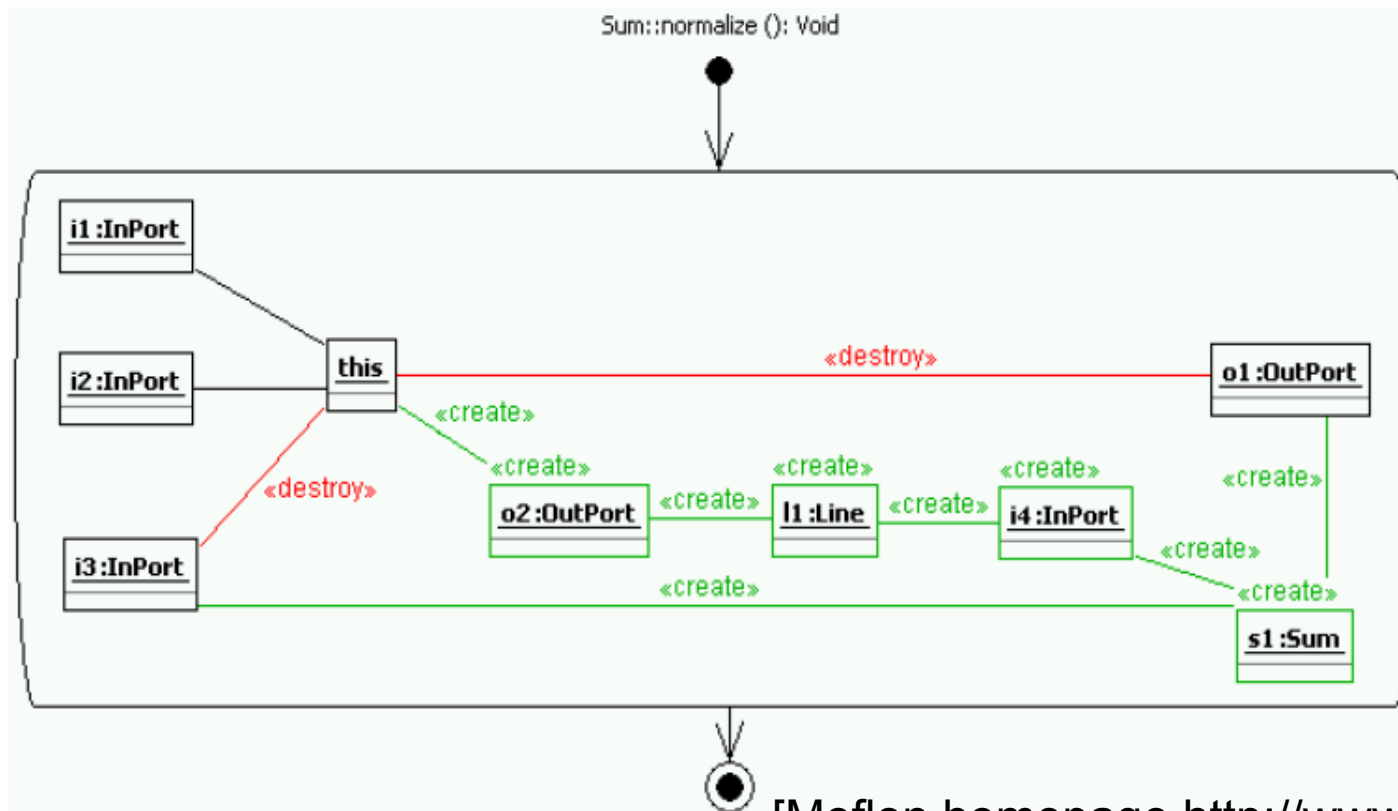 Sum::normalize (): Void
i1:InPort
i2:InPort
this
«destroy»
o1:OutPort
«create»
«destroy»
«create»
«create»
«create»
«create»
«create»
o2:OutPort
l1:Line
i4:InPort
«create»
i3:InPort
«create»
«create»
«create»
s1:Sum
[Moflon homepage http://www